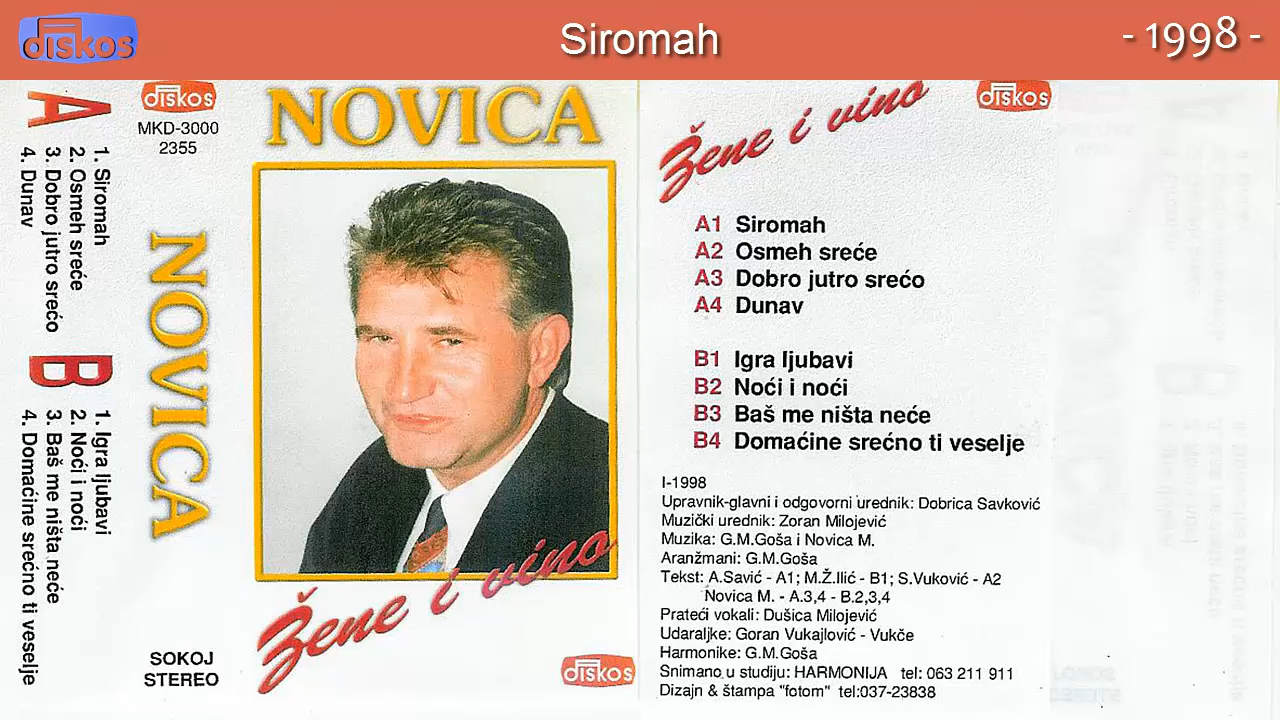 diskos
Siromah
- 1998 -
A
1. Siromah
2. Osmeh sreće
3. Dobro jutro srećo
4. Dunav
B
1. Igra ljubavi
2. Noći i noći
3. Baš me ništa neće
4. Domaćine srećno ti veselje
diskos
MKD-3000
2355
NOVICA
SOKOJ
STEREO
NOVICA
Žene i vino
diskos
Žene i vino
diskos
A1 Siromah
A2 Osmeh sreće
A3 Dobro jutro srećo
A4 Dunav
B1 Igra ljubavi
B2 Noći i noći
B3 Baš me ništa neće
B4 Domaćine srećno ti veselje
I-1998
Upravnik-glavni i odgovorni urednik: Dobrica Savković
Muzički urednik: Zoran Milojević
Muzika: G.M.Goša i Novica M.
Aranžmani: G.M.Goša
Tekst: A.Savić - A1; M.Ž.Ilić - B1; S.Vuković - A2
Novica M. - A.3,4 - B.2,3,4
Prateći vokali: Dušica Milojević
Udaraljke: Goran Vukajlović - Vukče
Harmonike: G.M.Goša
Snimano u studiju: HARMONIJA tel: 063 211 911
Dizajn & štampa "fotom" tel:037-23838